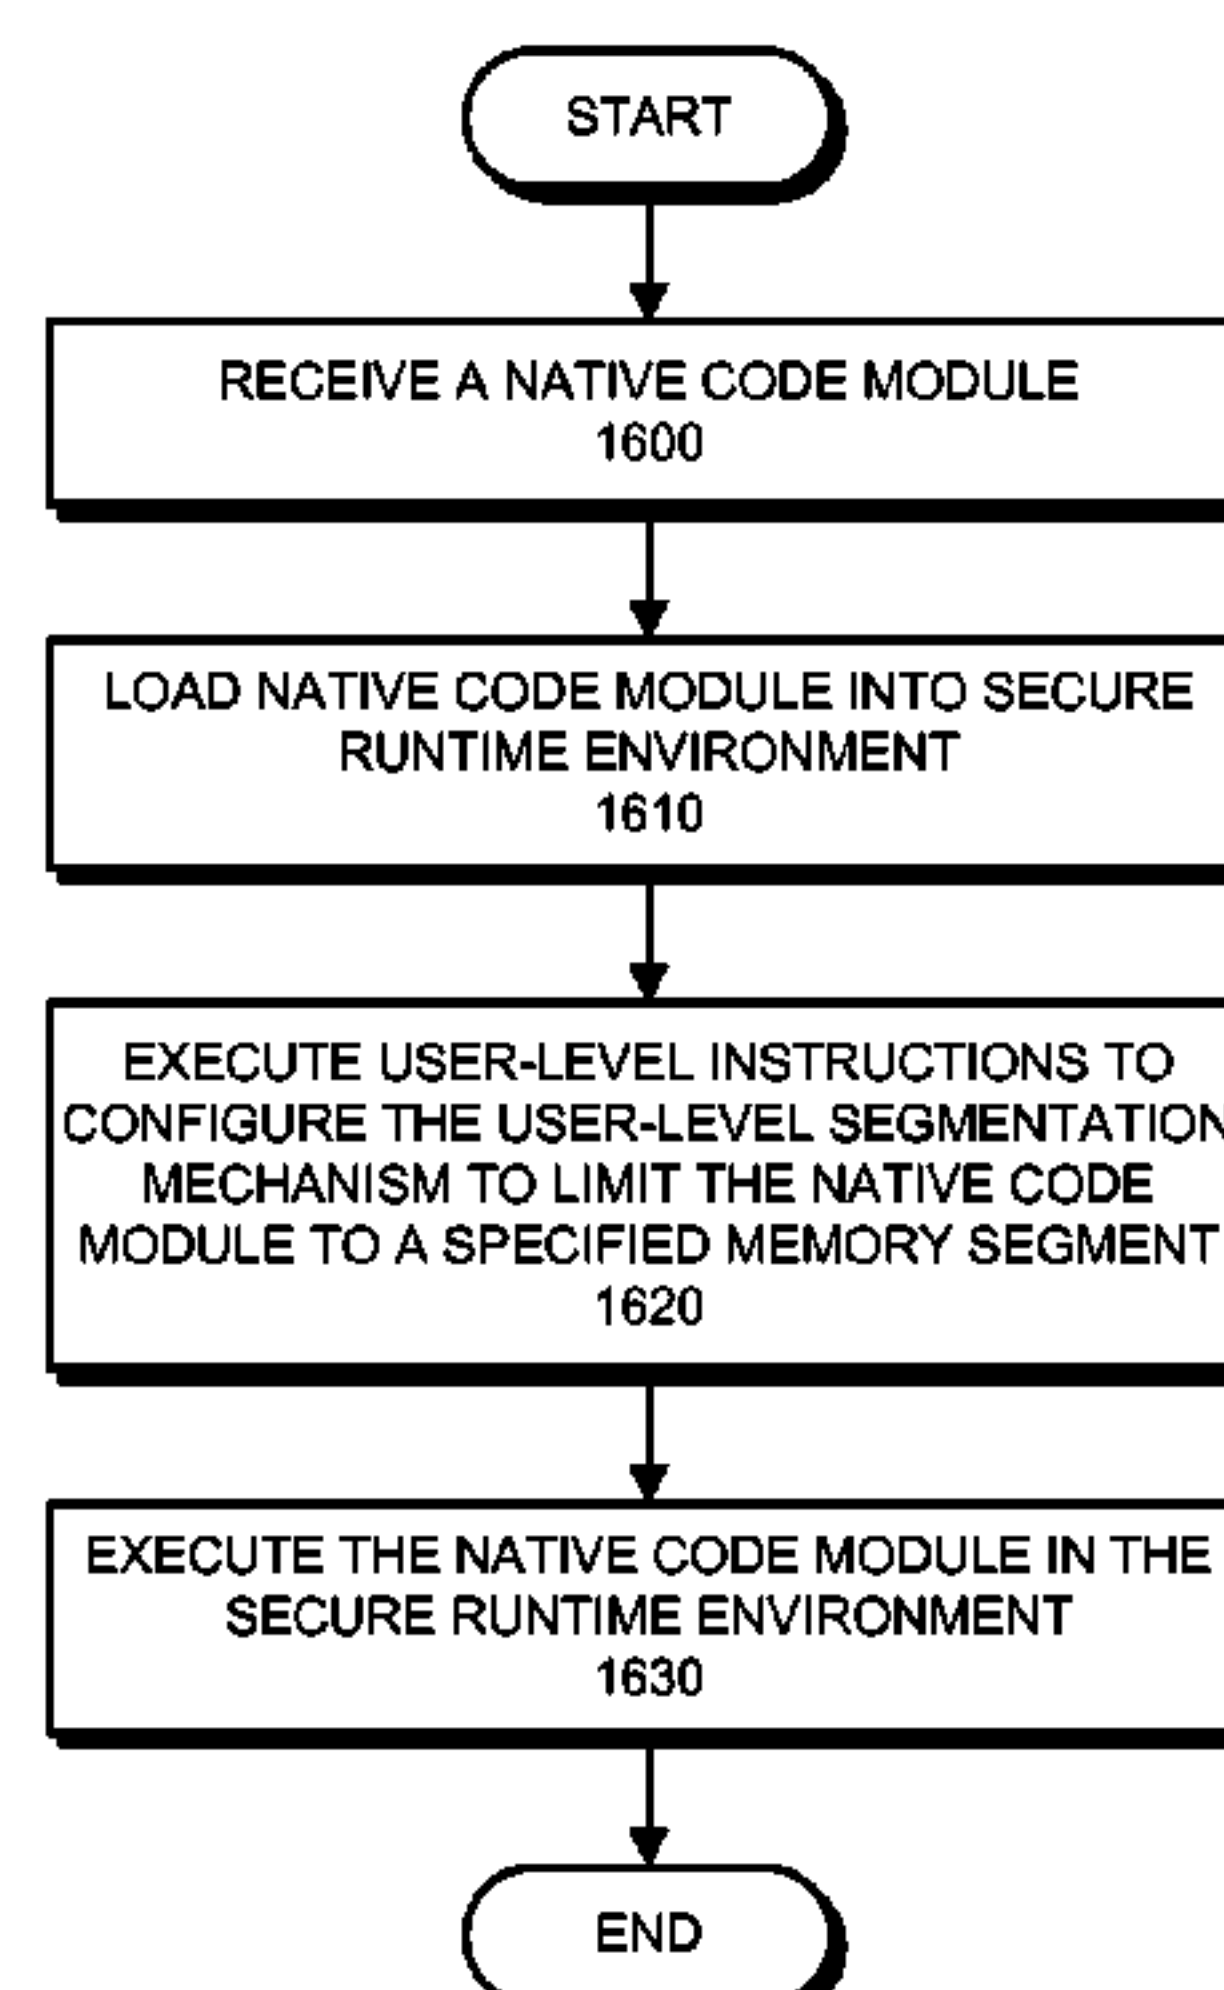 START
RECEIVE A NATIVE CODE MODULE
1600
LOAD NATIVE CODE MODULE INTO SECURE
RUNTIME ENVIRONMENT
1610
EXECUTE USER-LEVEL INSTRUCTIONS TO
CONFIGURE THE USER-LEVEL SEGMENTATION
MECHANISM TO LIMIT THE NATIVE CODE
MODULE TO A SPECIFIED MEMORY SEGMENT
1620
EXECUTE THE NATIVE CODE MODULE IN THE
SECURE RUNTIME ENVIRONMENT
1630
END